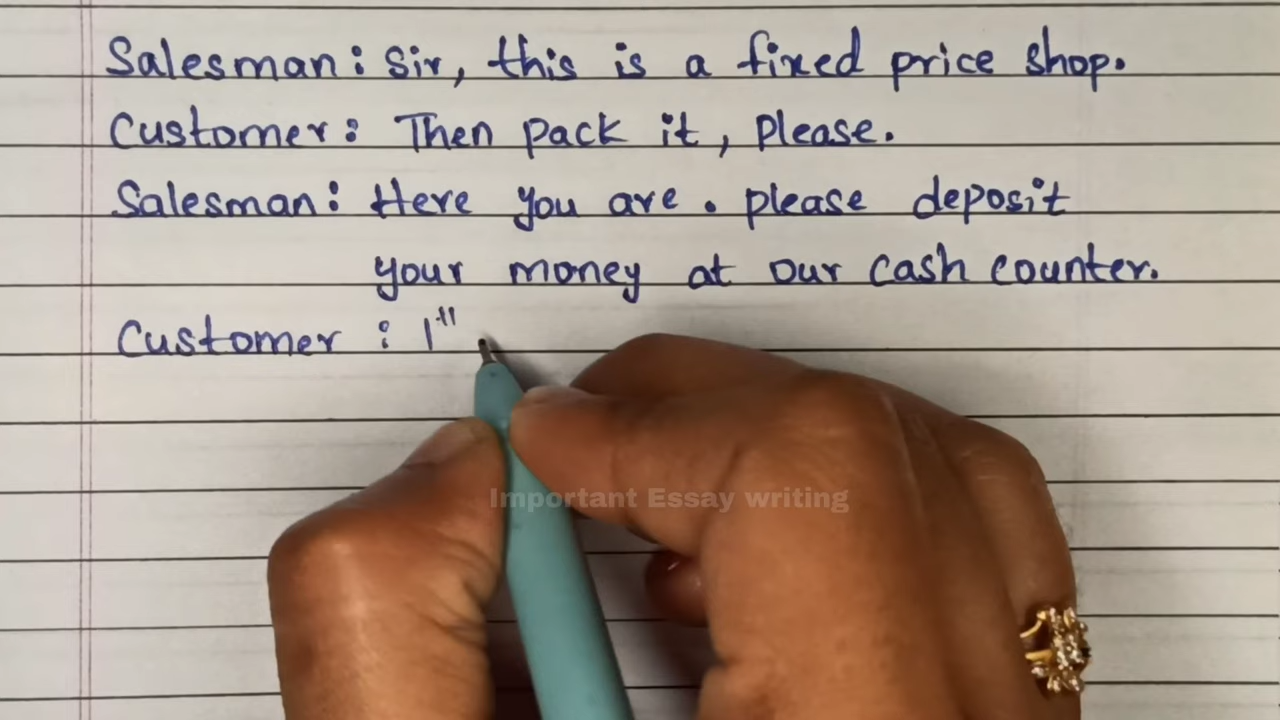 Salesman: Sir, this is a fixed price shop.
Customer: Then pack it, please.
Salesman: Here you are. please deposit
your money at our cash counter.
Customer : I'll
Important Essay writing